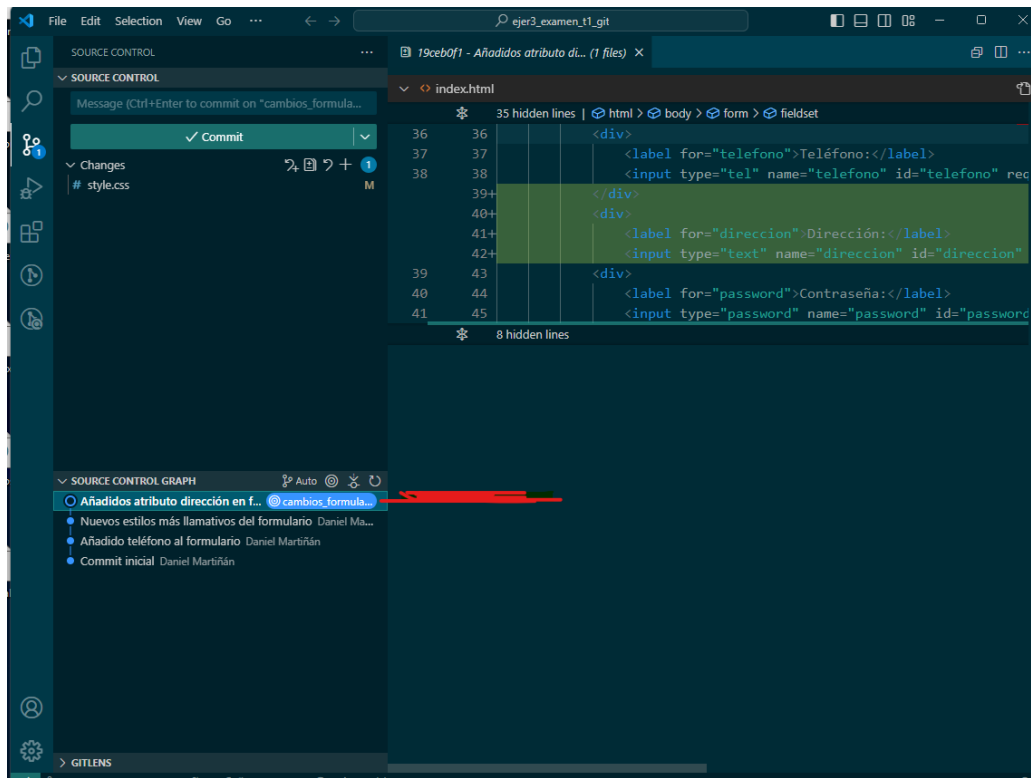 File Edit Selection View Go ··· ejer3_examen_t1_git
SOURCE CONTROL ···
19ceb0f1 - Añadidos atributo di... (1 files)
SOURCE CONTROL
Message (Ctrl+Enter to commit on "cambios_formula...
Commit
Changes 1
# style.css M
index.html
35 hidden lines | html > body > form > fieldset
36 36 <div>
37 37 <label for="telefono">Teléfono:</label>
38 38 <input type="tel" name="telefono" id="telefono" rec
39+ </div>
40+ <div>
41+ <label for="direccion">Dirección:</label>
42+ <input type="text" name="direccion" id="direccion"
39 43 <div>
40 44 <label for="password">Contraseña:</label>
41 45 <input type="password" name="password" id="password
8 hidden lines
SOURCE CONTROL GRAPH Auto
Añadidos atributo dirección en f... cambios_formula...
Nuevos estilos más llamativos del formulario Daniel Ma...
Añadido teléfono al formulario Daniel Martiñán
Commit inicial Daniel Martiñán
GITLENS